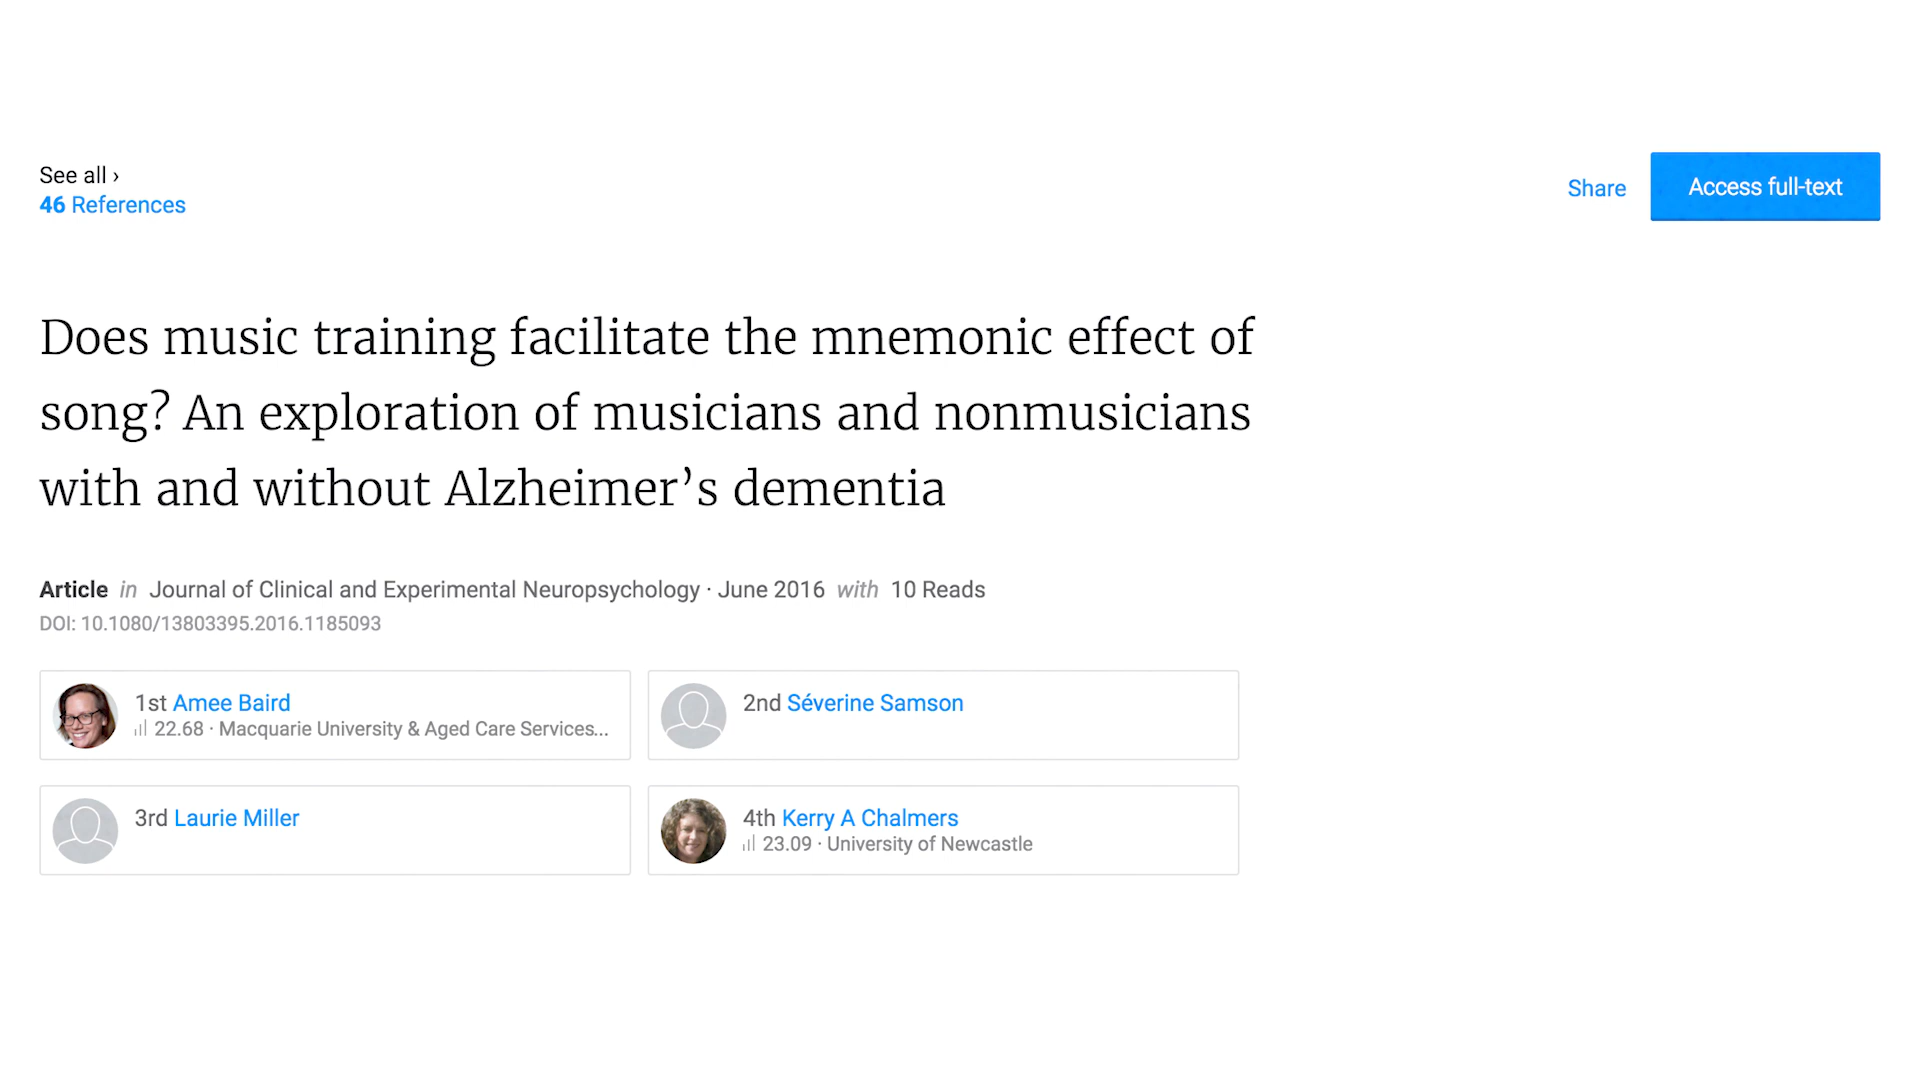 See all ›
46 References
Share
Access full-text
Does music training facilitate the mnemonic effect of
song? An exploration of musicians and nonmusicians
with and without Alzheimer’s dementia
Article in Journal of Clinical and Experimental Neuropsychology · June 2016 with 10 Reads
DOI: 10.1080/13803395.2016.1185093
1st Amee Baird
22.68 · Macquarie University & Aged Care Services...
2nd Séverine Samson
3rd Laurie Miller
4th Kerry A Chalmers
23.09 · University of Newcastle